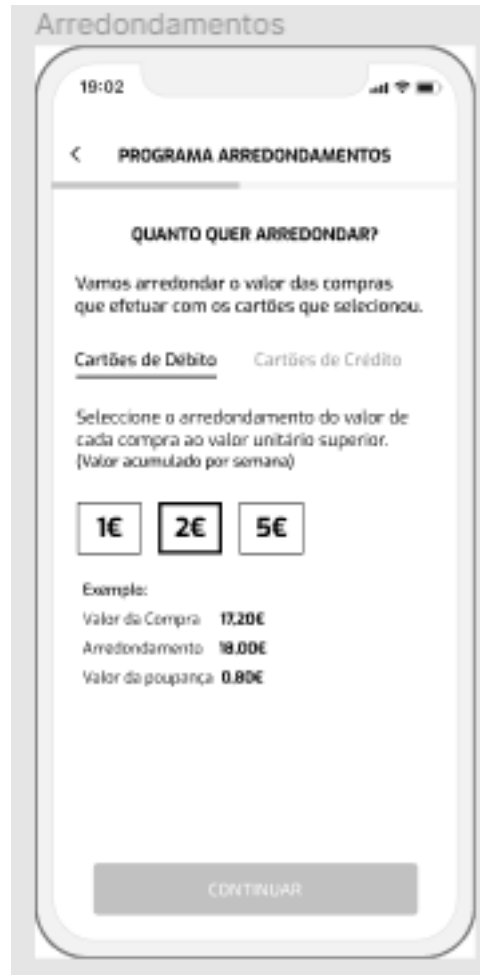 Arredondamentos
19:02
PROGRAMA ARREDONDAMENTOS
QUANTO QUER ARREDONDAR?
Vamos arredondar o valor das compras
que efetuar com os cartões que selecionou.
Cartões de Débito Cartões de Crédito
Seleccione o arredondamento do valor de
cada compra ao valor unitário superior.
(Valor acumulado por semana)
1€ 2€ 5€
Exemplo:
Valor da Compra 17.20€
Arredondamento 18.00€
Valor da poupança 0.80€
CONTINUAR